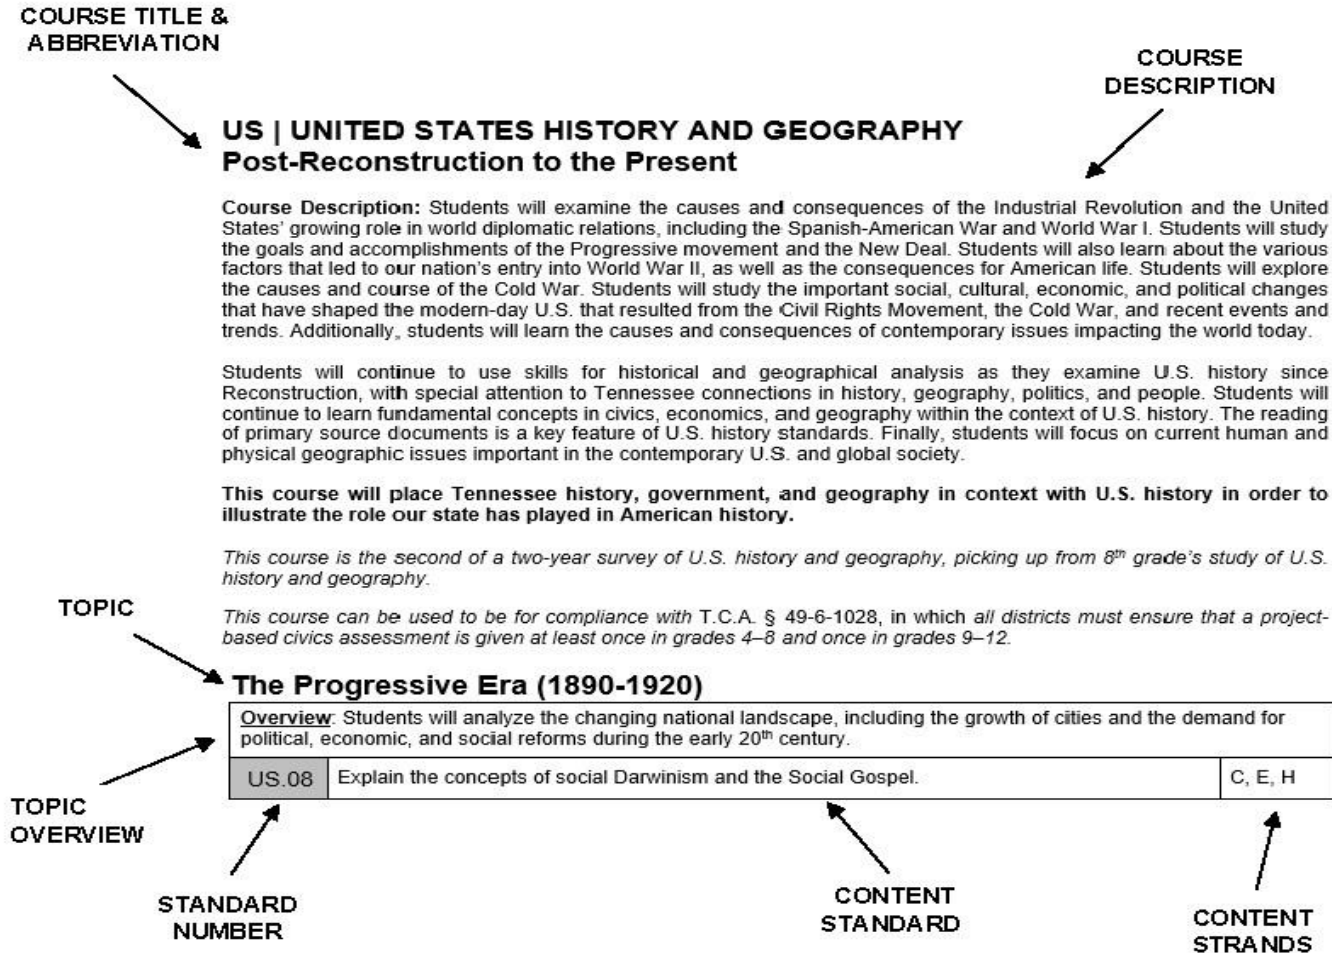 COURSE TITLE &
ABBREVIATION
COURSE
DESCRIPTION
US | UNITED STATES HISTORY AND GEOGRAPHY
Post-Reconstruction to the Present
Course Description: Students will examine the causes and consequences of the Industrial Revolution and the United
States' growing role in world diplomatic relations, including the Spanish-American War and World War I. Students will study
the goals and accomplishments of the Progressive movement and the New Deal. Students will also learn about the various
factors that led to our nation's entry into World War II, as well as the consequences for American life. Students will explore
the causes and course of the Cold War. Students will study the important social, cultural, economic, and political changes
that have shaped the modern-day U.S. that resulted from the Civil Rights Movement, the Cold War, and recent events and
trends. Additionally, students will learn the causes and consequences of contemporary issues impacting the world today.
Students will continue to use skills for historical and geographical analysis as they examine U.S. history since
Reconstruction, with special attention to Tennessee connections in history, geography, politics, and people. Students will
continue to learn fundamental concepts in civics, economics, and geography within the context of U.S. history. The reading
of primary source documents is a key feature of U.S. history standards. Finally, students will focus on current human and
physical geographic issues important in the contemporary U.S. and global society.
This course will place Tennessee history, government, and geography in context with U.S. history in order to
illustrate the role our state has played in American history.
This course is the second of a two-year survey of U.S. history and geography, picking up from 8th grade's study of U.S.
history and geography.
This course can be used to be for compliance with T.C.A. § 49-6-1028, in which all districts must ensure that a project-
based civics assessment is given at least once in grades 4–8 and once in grades 9–12.
TOPIC
The Progressive Era (1890-1920)
Overview: Students will analyze the changing national landscape, including the growth of cities and the demand for
political, economic, and social reforms during the early 20th century.
US.08 Explain the concepts of social Darwinism and the Social Gospel. C, E, H
TOPIC
OVERVIEW
STANDARD
NUMBER
CONTENT
STANDARD
CONTENT
STRANDS